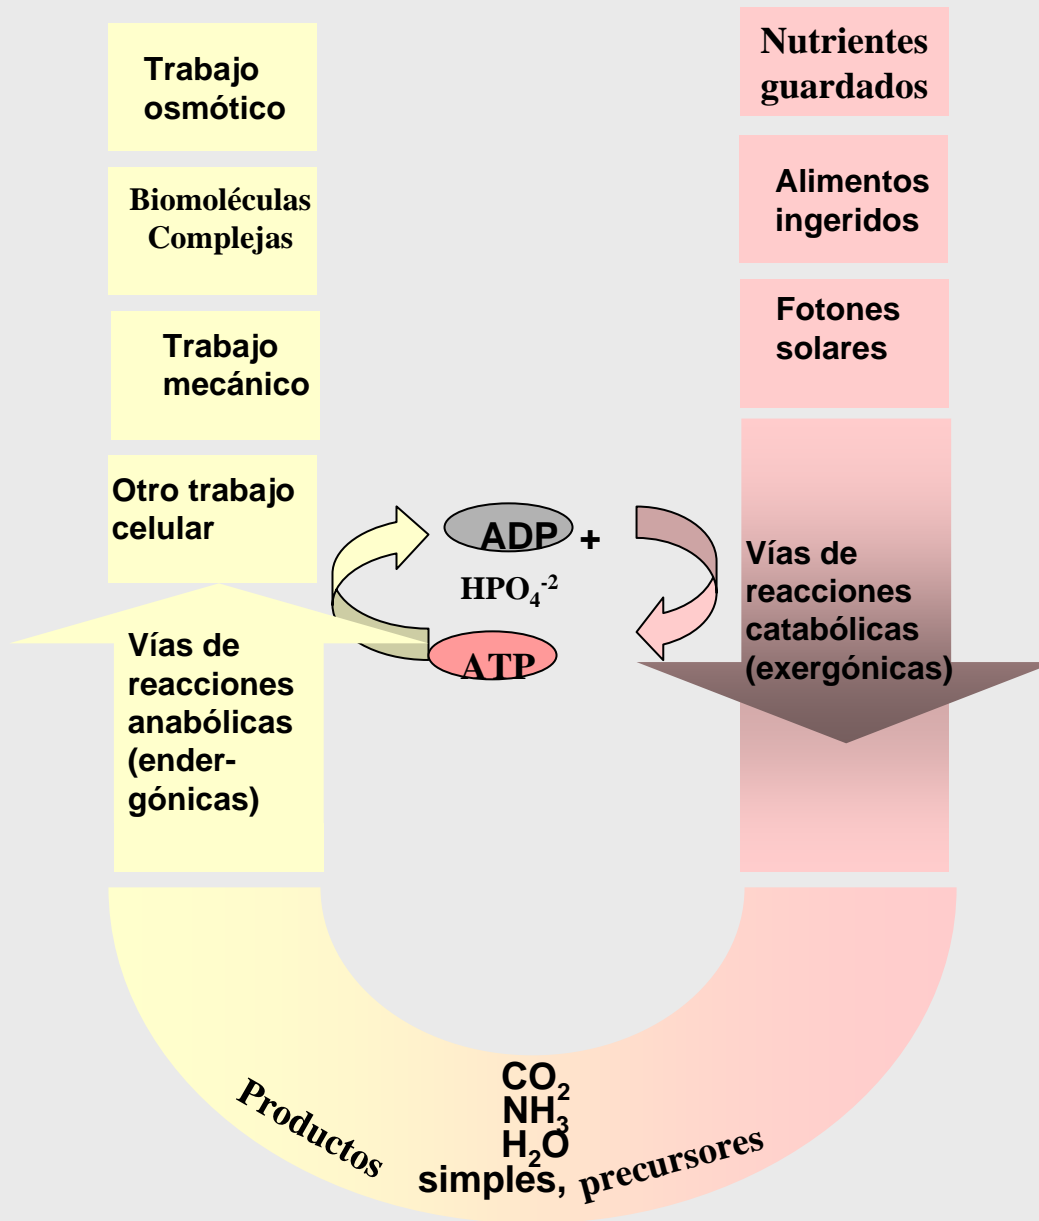 Trabajo
osmótico
Biomoléculas
Complejas
Trabajo
mecánico
Otro trabajo
celular
Vías de
reacciones
anabólicas
(ender-
gónicas)
ADP +
HPO₄⁻²
ATP
Nutrientes
guardados
Alimentos
ingeridos
Fotones
solares
Vías de
reacciones
catabólicas
(exergónicas)
CO₂
NH₃
H₂O
Productos simples, precursores